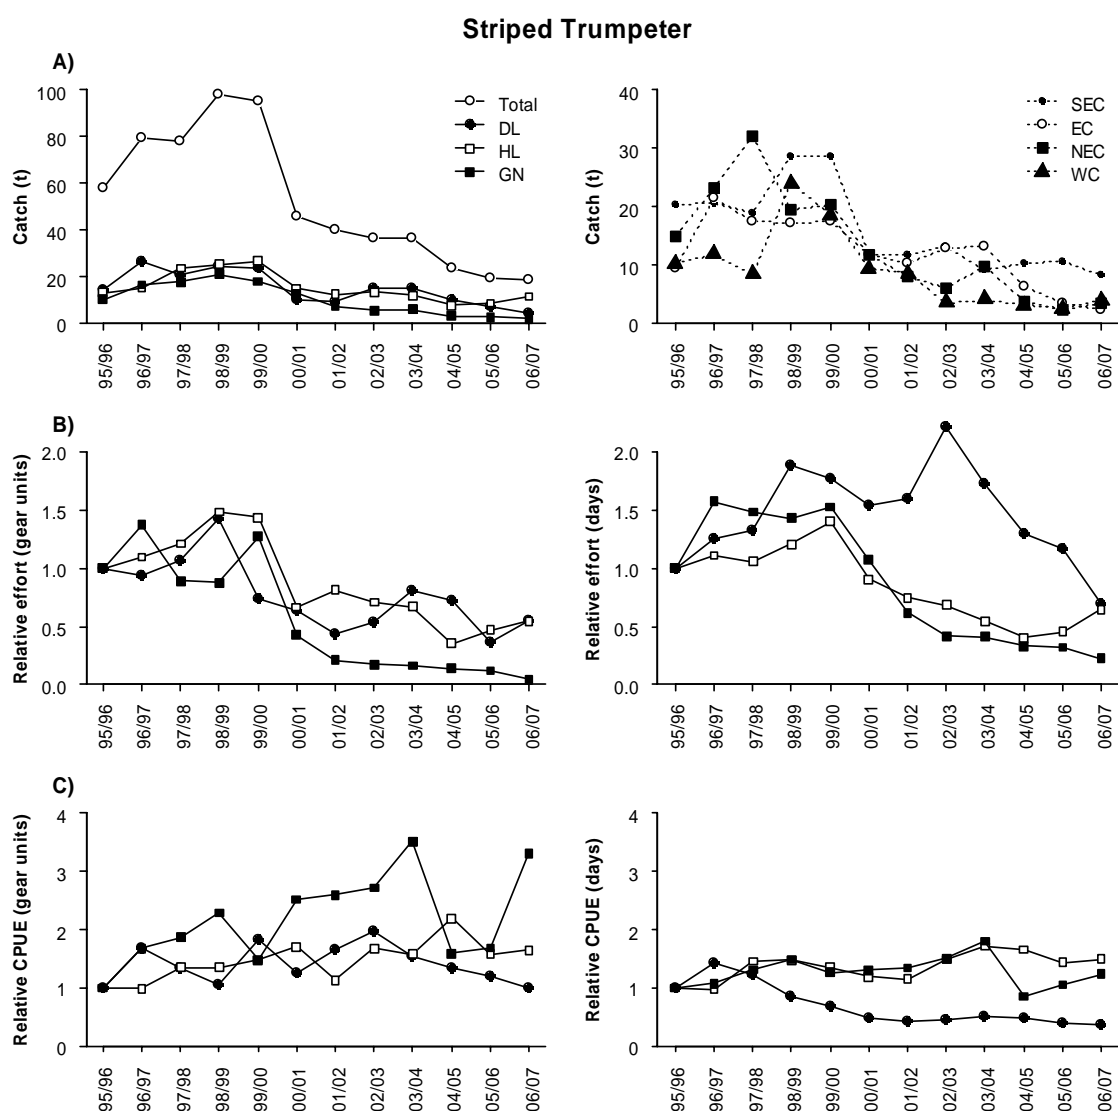 Striped Trumpeter
A)
Catch (t)
100
80
60
40
20
0
Total
DL
HL
GN
95/96 96/97 97/98 98/99 99/00 00/01 01/02 02/03 03/04 04/05 05/06 06/07
Catch (t)
40
30
20
10
0
SEC
EC
NEC
WC
95/96 96/97 97/98 98/99 99/00 00/01 01/02 02/03 03/04 04/05 05/06 06/07
B)
Relative effort (gear units)
2.0
1.5
1.0
0.5
0.0
95/96 96/97 97/98 98/99 99/00 00/01 01/02 02/03 03/04 04/05 05/06 06/07
Relative effort (days)
2.0
1.5
1.0
0.5
0.0
95/96 96/97 97/98 98/99 99/00 00/01 01/02 02/03 03/04 04/05 05/06 06/07
C)
Relative CPUE (gear units)
4
3
2
1
0
95/96 96/97 97/98 98/99 99/00 00/01 01/02 02/03 03/04 04/05 05/06 06/07
Relative CPUE (days)
4
3
2
1
0
95/96 96/97 97/98 98/99 99/00 00/01 01/02 02/03 03/04 04/05 05/06 06/07